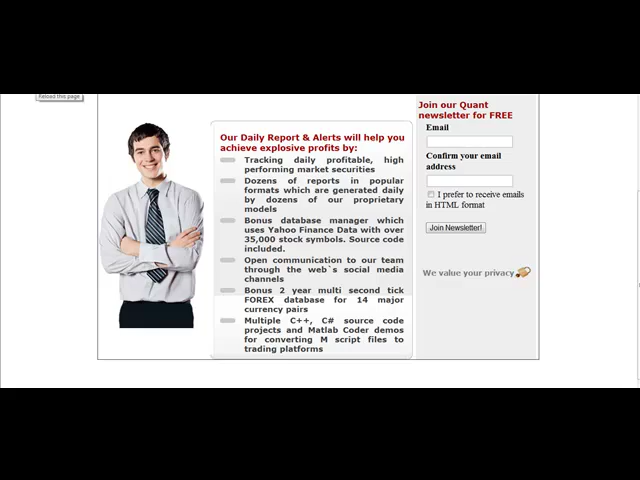 Reload this page
Join our Quant
newsletter for FREE
Email
Confirm your email
address
I prefer to receive emails
in HTML format
Join Newsletter!
We value your privacy
Our Daily Report & Alerts will help you
achieve explosive profits by:
Tracking daily profitable, high
performing market securities
Dozens of reports in popular
formats which are generated daily
by dozens of our proprietary
models
Bonus database manager which
uses Yahoo Finance Data with over
35,000 stock symbols. Source code
included.
Open communication to our team
through the web`s social media
channels
Bonus 2 year multi second tick
FOREX database for 14 major
currency pairs
Multiple C++, C# source code
projects and Matlab Coder demos
for converting M script files to
trading platforms